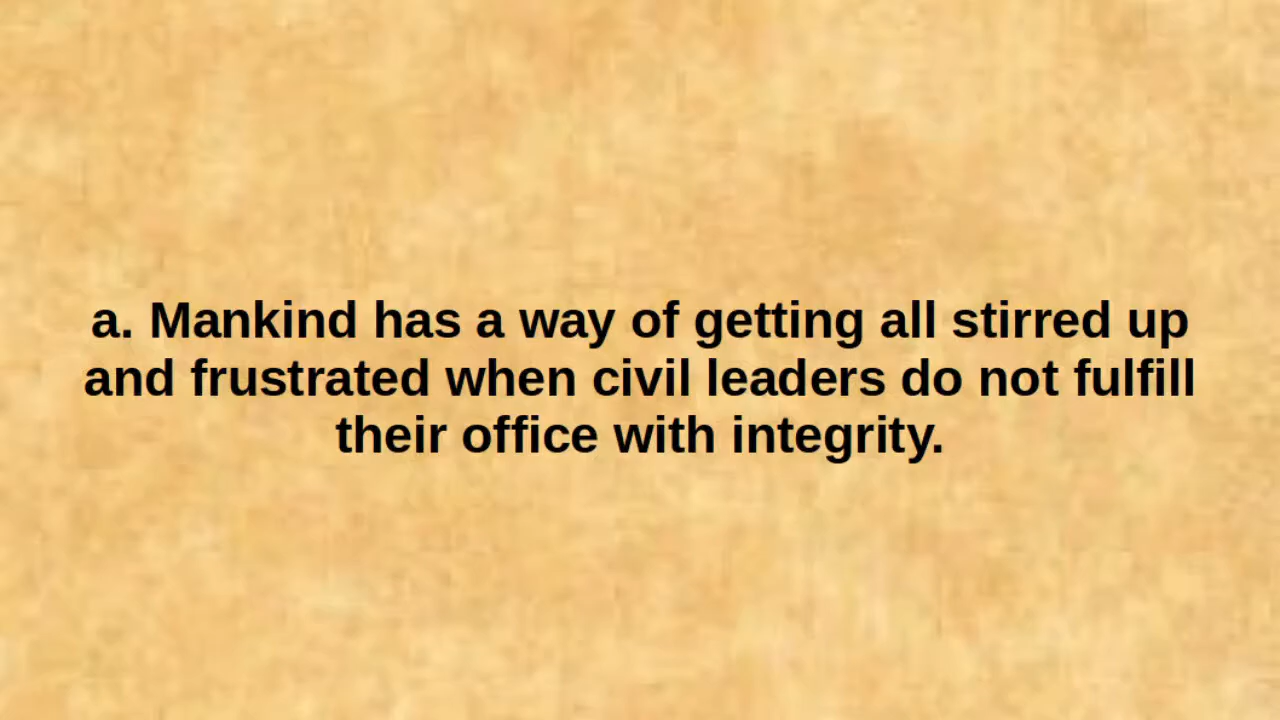 a. Mankind has a way of getting all stirred up
and frustrated when civil leaders do not fulfill
their office with integrity.